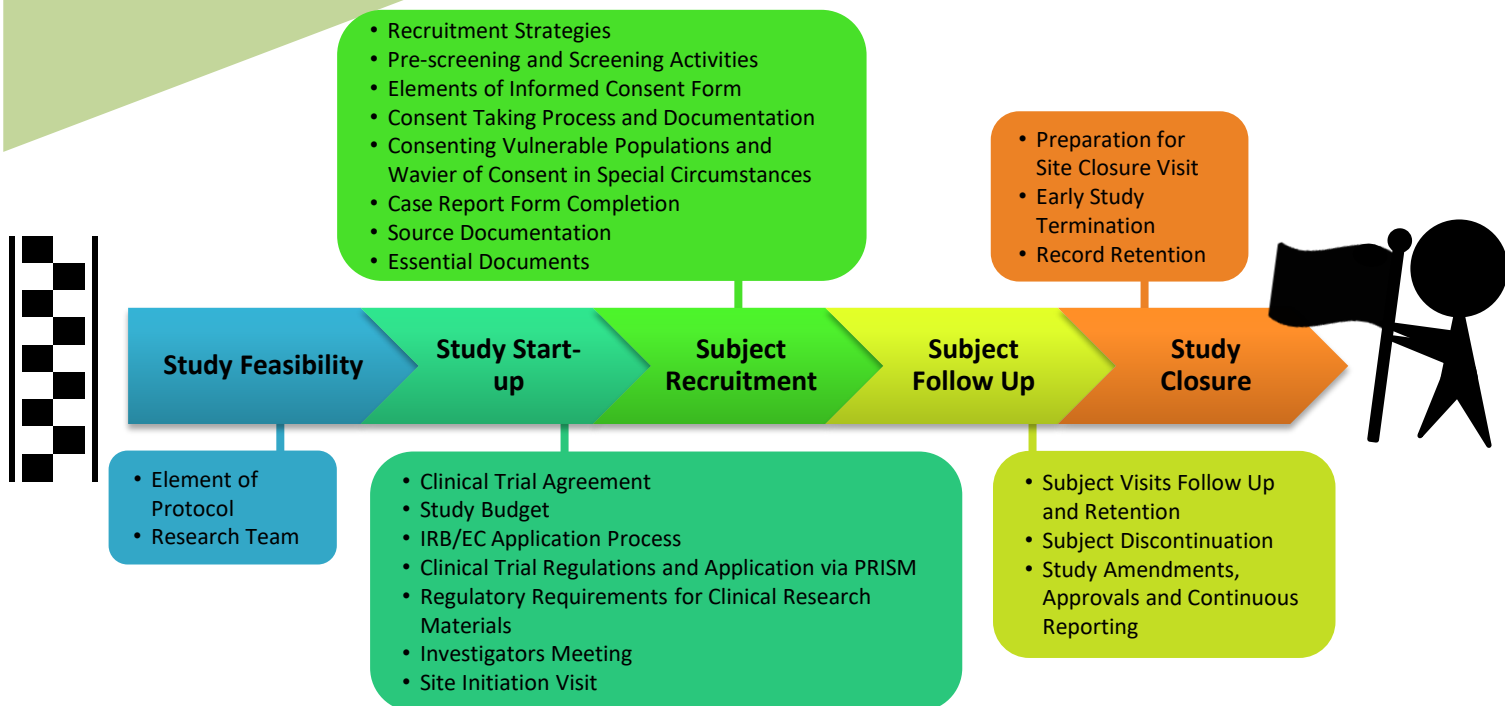 • Recruitment Strategies
• Pre-screening and Screening Activities
• Elements of Informed Consent Form
• Consent Taking Process and Documentation
• Consenting Vulnerable Populations and
Wavier of Consent in Special Circumstances
• Case Report Form Completion
• Source Documentation
• Essential Documents
• Preparation for
Site Closure Visit
• Early Study
Termination
• Record Retention
Study Feasibility
Study Start-
up
Subject
Recruitment
Subject
Follow Up
Study
Closure
• Element of
Protocol
• Research Team
• Clinical Trial Agreement
• Study Budget
• IRB/EC Application Process
• Clinical Trial Regulations and Application via PRISM
• Regulatory Requirements for Clinical Research
Materials
• Investigators Meeting
• Site Initiation Visit
• Subject Visits Follow Up
and Retention
• Subject Discontinuation
• Study Amendments,
Approvals and Continuous
Reporting